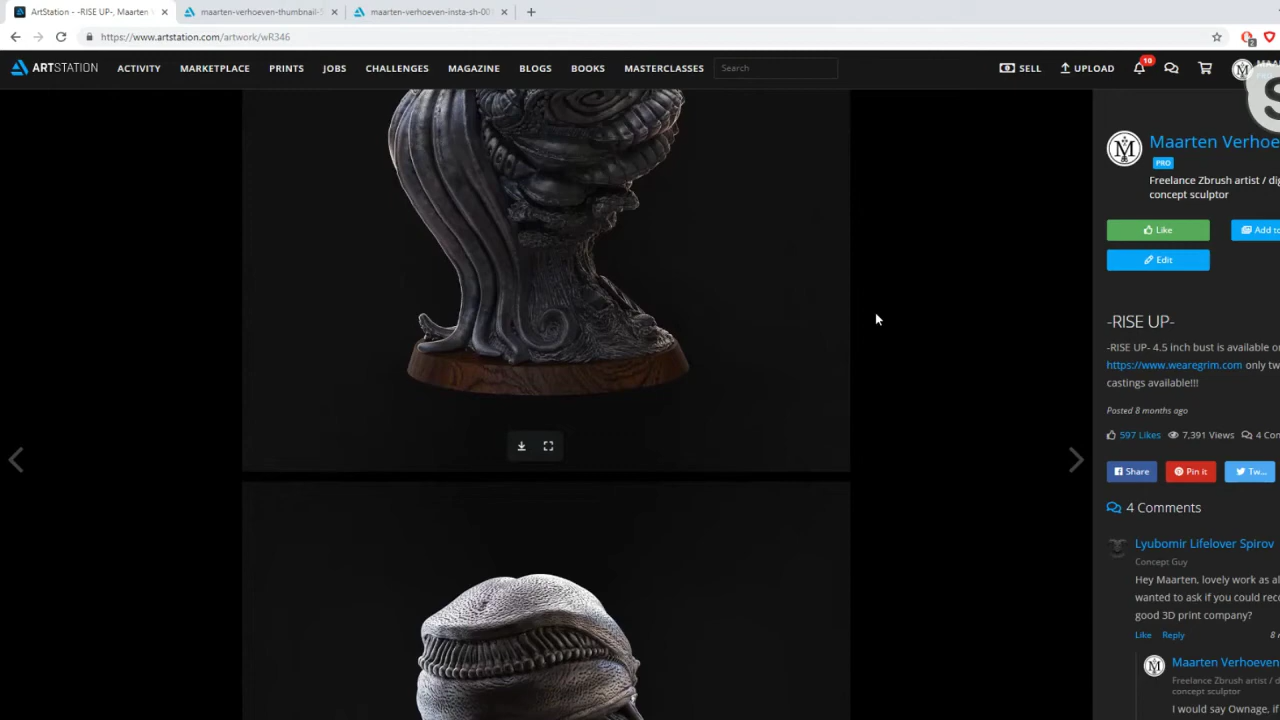 ArtStation - -RISE UP-, Maarten V
maarten-verhoeven-thumbnail-
maarten-verhoeven-insta-sh-00
https://www.artstation.com/artwork/wR346
2
ARTSTATION
ACTIVITY
MARKETPLACE
PRINTS
JOBS
CHALLENGES
MAGAZINE
BLOGS
BOOKS
MASTERCLASSES
Search
SELL
UPLOAD
10
M
MAA
S
M
Maarten Verhoe
PRO
Freelance Zbrush artist / dig
concept sculptor
Like
Add to
Edit
-RISE UP-
-RISE UP- 4.5 inch bust is available o
https://www.wearegrim.com only tw
castings available!!!
Posted 8 months ago
597 Likes 7,391 Views 4 Con
Share
Pin it
Tw...
4 Comments
Lyubomir Lifelover Spirov
Concept Guy
Hey Maarten, lovely work as al
wanted to ask if you could reco
good 3D print company?
Like Reply 8 m
M
Maarten Verhoeven
Freelance Zbrush artist / d
concept sculptor
I would say Ownage, if